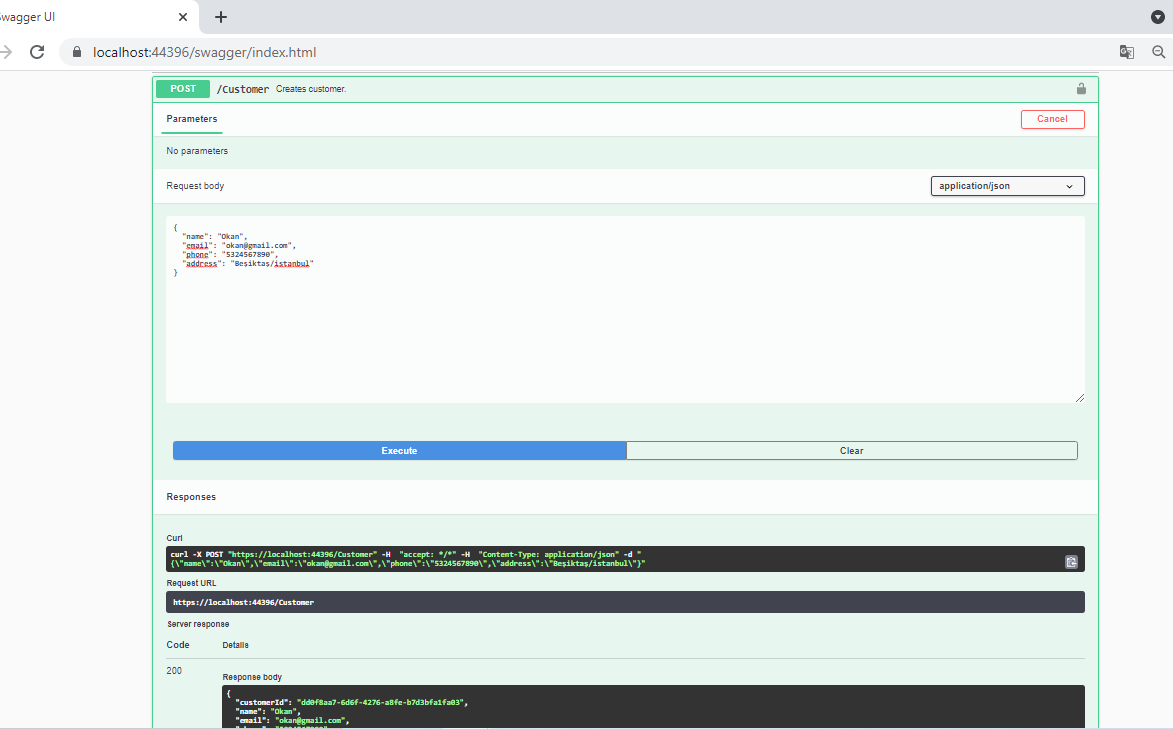 Swagger UI
localhost:44396/swagger/index.html
POST /Customer Creates customer.
Parameters
Cancel
No parameters
Request body
application/json
{
"name": "Okan",
"email": "okan@gmail.com",
"phone": "5324567890",
"address": "Beşiktaş/istanbul"
}
Execute
Clear
Responses
Curl
curl -X POST "https://localhost:44396/Customer" -H  "accept: */*" -H  "Content-Type: application/json" -d "
{\"name\":\"Okan\",\"email\":\"okan@gmail.com\",\"phone\":\"5324567890\",\"address\":\"Beşiktaş/istanbul\"}"
Request URL
https://localhost:44396/Customer
Server response
Code Details
200
Response body
{
"customerId": "dd0f8aa7-6d6f-4276-a8fe-b7d3bfa1fa03",
"name": "Okan",
"email": "okan@gmail.com",